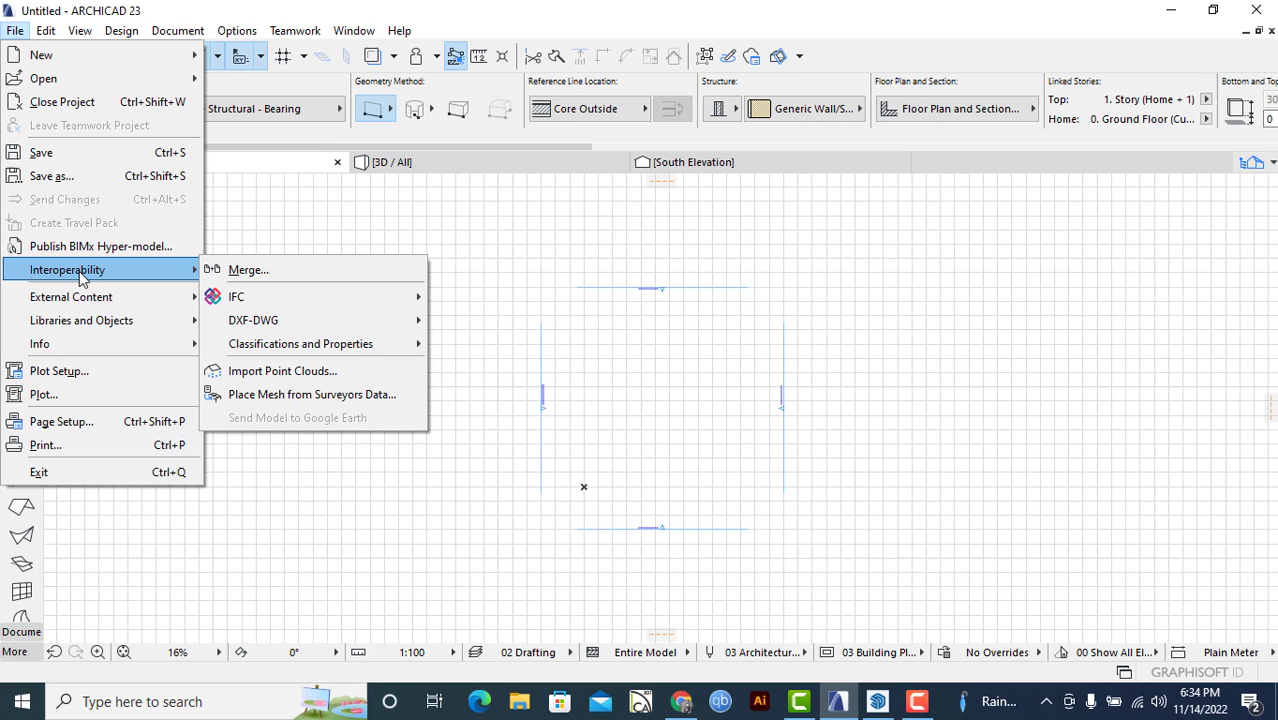 Untitled - ARCHICAD 23
File Edit View Design Document Options Teamwork Window Help
New
Open
Close Project Ctrl+Shift+W
Leave Teamwork Project
Save Ctrl+S
Save as... Ctrl+Shift+S
Send Changes Ctrl+Alt+S
Create Travel Pack
Publish BIMx Hyper-model...
Interoperability
External Content
Libraries and Objects
Info
Plot Setup...
Plot...
Page Setup... Ctrl+Shift+P
Print... Ctrl+P
Exit Ctrl+Q
Merge...
IFC
DXF-DWG
Classifications and Properties
Import Point Clouds...
Place Mesh from Surveyors Data...
Send Model to Google Earth
Geometry Method: Reference Line Location: Structure: Floor Plan and Section: Linked Stories: Bottom and To
Structural - Bearing Core Outside Generic Wall/S... Floor Plan and Section...
Top: 1. Story (Home + 1)
Home: 0. Ground Floor (Cu...
30
0
[3D / All] [South Elevation]
Docume
More 16% 0° 1:100 02 Drafting Entire Model 03 Architectur... 03 Building Pl... No Overrides 00 Show All El... Plain Meter
GRAPHISOFT ID
Type here to search
qb
Ai
Rain...
6:34 PM
11/14/2022
2